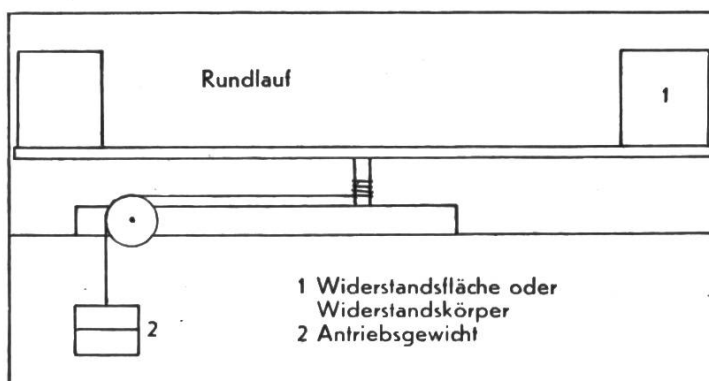 Rundlauf
1
2
1 Widerstandsfläche oder
Widerstandskörper
2 Antriebsgewicht